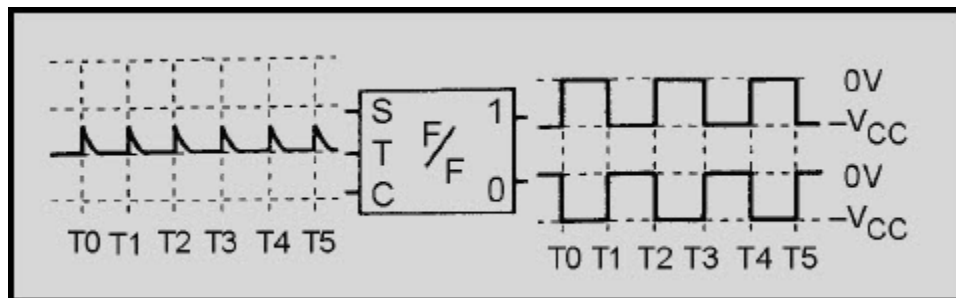 S 1
T F/F
C 0
T0 T1 T2 T3 T4 T5
0V
-VCC
0V
-VCC
T0 T1 T2 T3 T4 T5